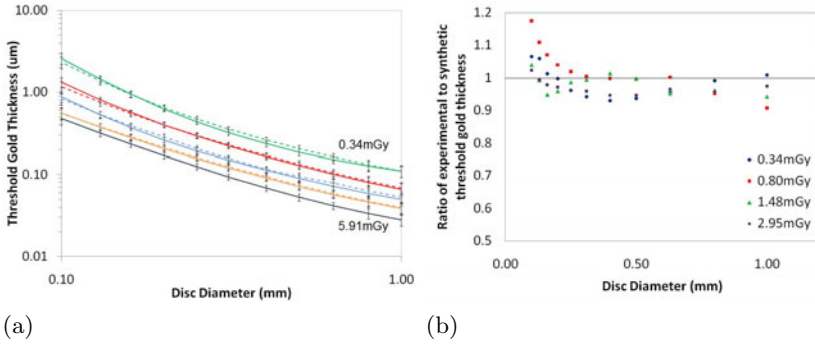 10.00
1.00
0.10
0.01
Threshold Gold Thickness (um)
0.34mGy
5.91mGy
0.10
1.00
Disc Diameter (mm)
(a)
1.2
1.1
1
0.9
0.8
0.7
0.6
0.5
Ratio of experimental to synthetic
threshold gold thickness
0.34mGy
0.80mGy
1.48mGy
2.95mGy
0.00
0.50
1.00
Disc Diameter (mm)
(b)